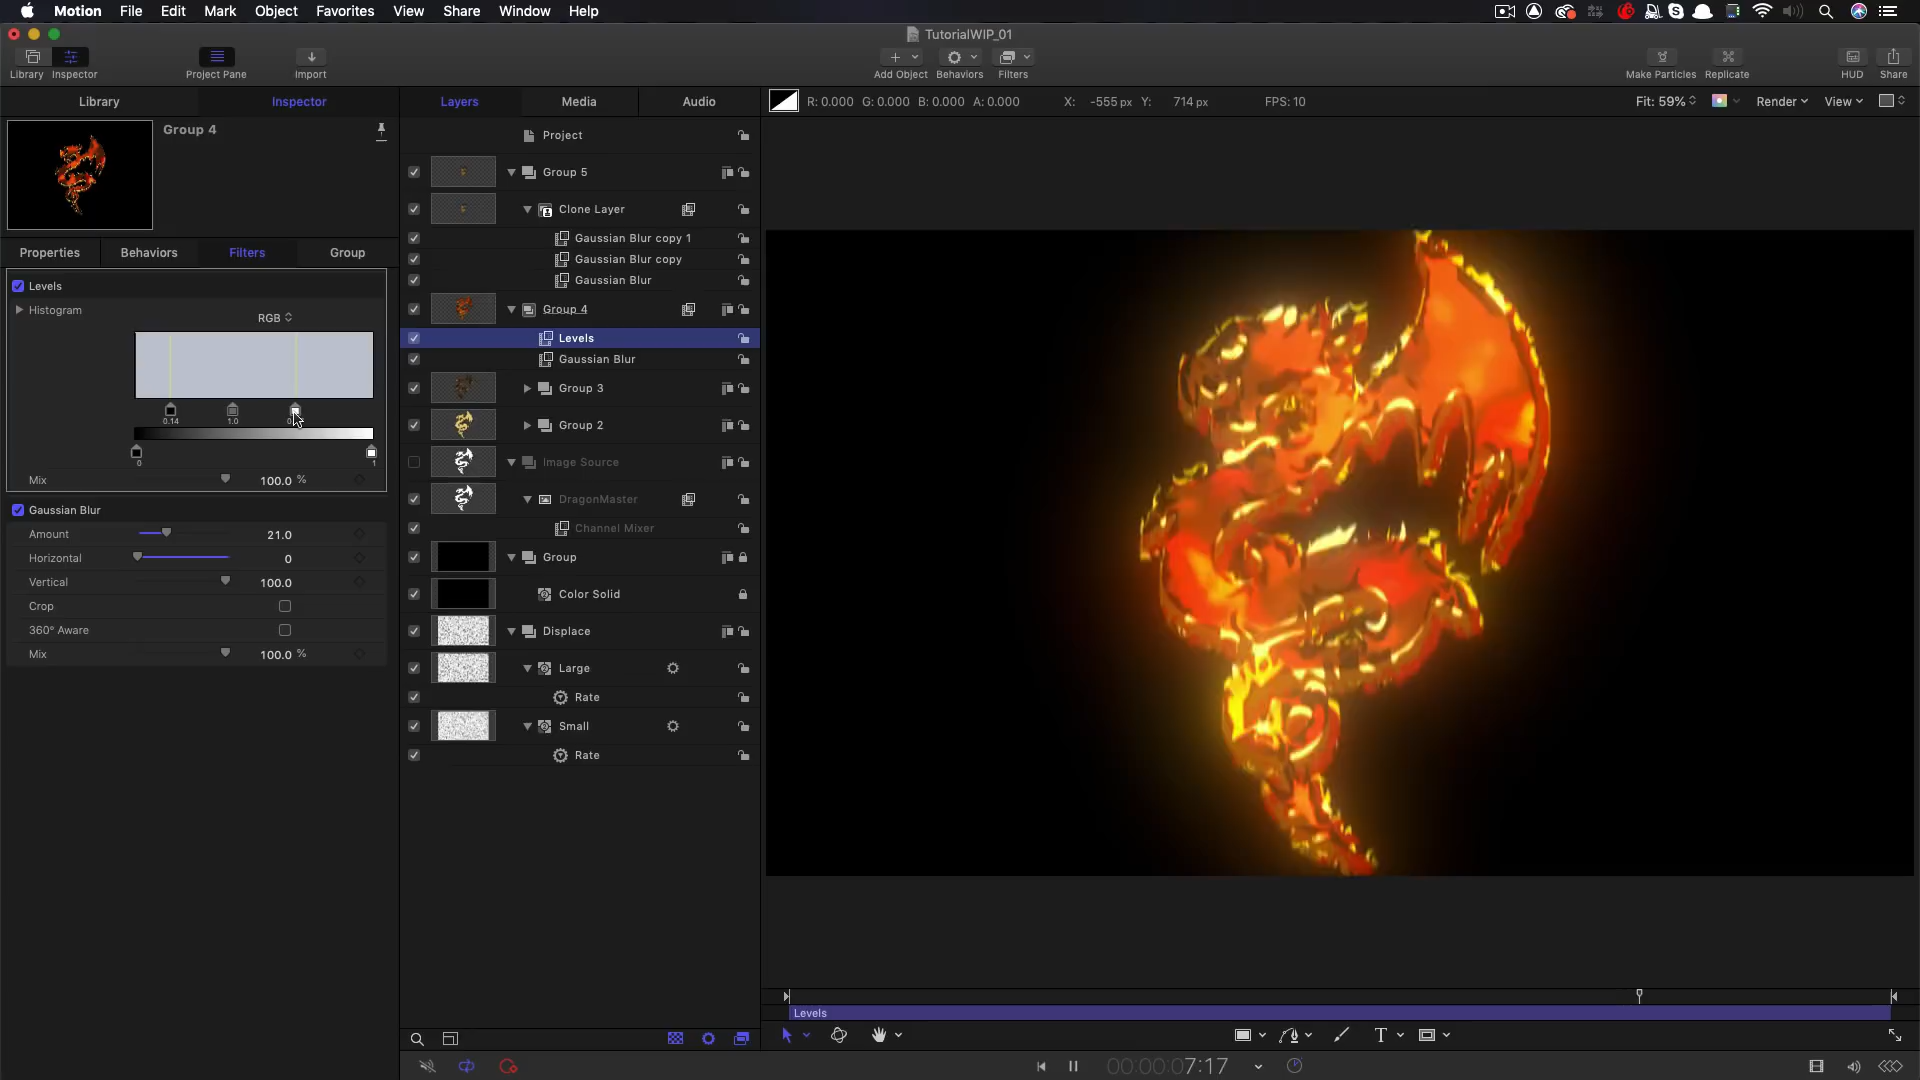 Motion File Edit Mark Object Favorites View Share Window Help
TutorialWIP_01
Library Inspector Project Pane Import Add Object Behaviors Filters Make Particles Replicate HUD Share
Library Inspector
Layers Media Audio
R: 0.000 G: 0.000 B: 0.000 A: 0.000 X: -555 px Y: 714 px FPS: 10 Fit: 59% Render View
Group 4
Properties Behaviors Filters Group
Levels
Histogram
RGB
0.14 1.0
0 1
Mix 100.0 %
Gaussian Blur
Amount 21.0
Horizontal 0
Vertical 100.0
Crop
360° Aware
Mix 100.0 %
Project
Group 5
Clone Layer
Gaussian Blur copy 1
Gaussian Blur copy
Gaussian Blur
Group 4
Levels
Gaussian Blur
Group 3
Group 2
Image Source
DragonMaster
Channel Mixer
Group
Color Solid
Displace
Large
Rate
Small
Rate
Levels
T
00:00:07:17